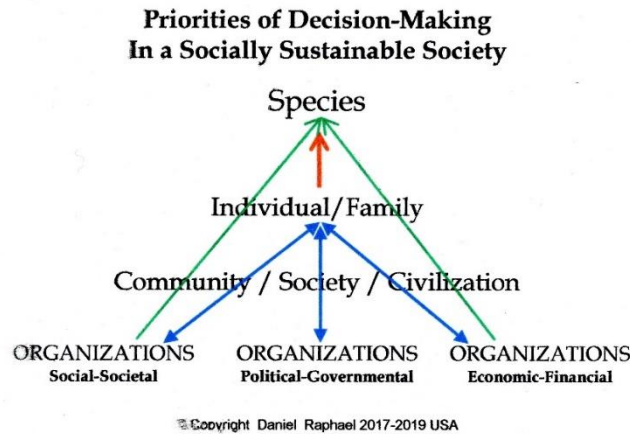 Priorities of Decision-Making
In a Socially Sustainable Society
Species
Individual/Family
Community / Society / Civilization
ORGANIZATIONS ORGANIZATIONS ORGANIZATIONS
Social-Societal Political-Governmental Economic-Financial
Copyright Daniel Raphael 2017-2019 USA